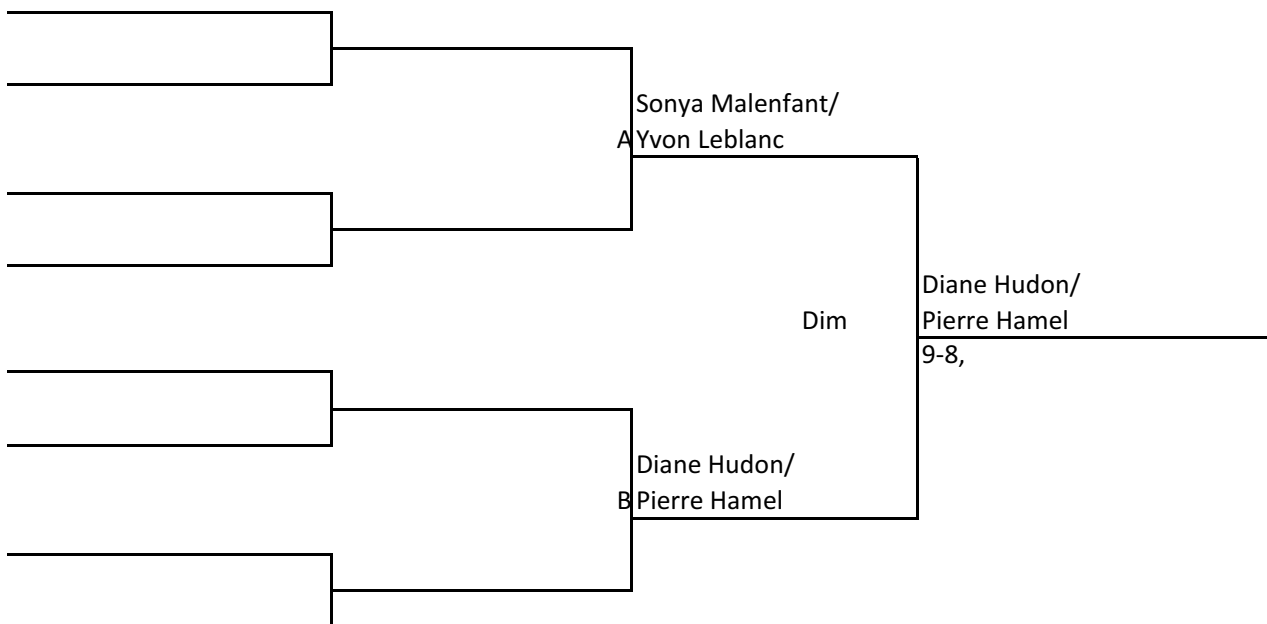 Sonya Malenfant/
A Yvon Leblanc
Diane Hudon/
Dim Pierre Hamel
9-8,
Diane Hudon/
B Pierre Hamel